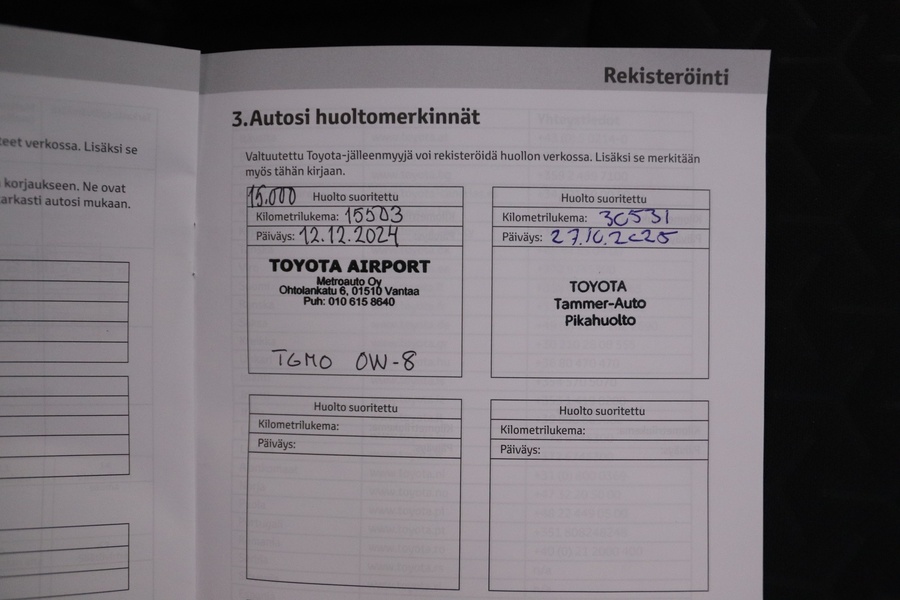 Rekisteröinti
3.Autosi huoltomerkinnät
teet verkossa. Lisäksi se
korjaukseen. Ne ovat
arkasti autosi mukaan.
Valtuutettu Toyota-jälleenmyyjä voi rekisteröidä huollon verkossa. Lisäksi se merkitään
myös tähän kirjaan.
15.000 Huolto suoritettu
Kilometrilukema: 15503
Päiväys: 12.12.2024
TOYOTA AIRPORT
Metroauto Oy
Ohtolankatu 6, 01510 Vantaa
Puh: 010 615 8640
TGMO 0W-8
Huolto suoritettu
Kilometrilukema: 30531
Päiväys: 27.10.2025
TOYOTA
Tammer-Auto
Pikahuolto
Huolto suoritettu
Kilometrilukema:
Päiväys:
Huolto suoritettu
Kilometrilukema:
Päiväys: